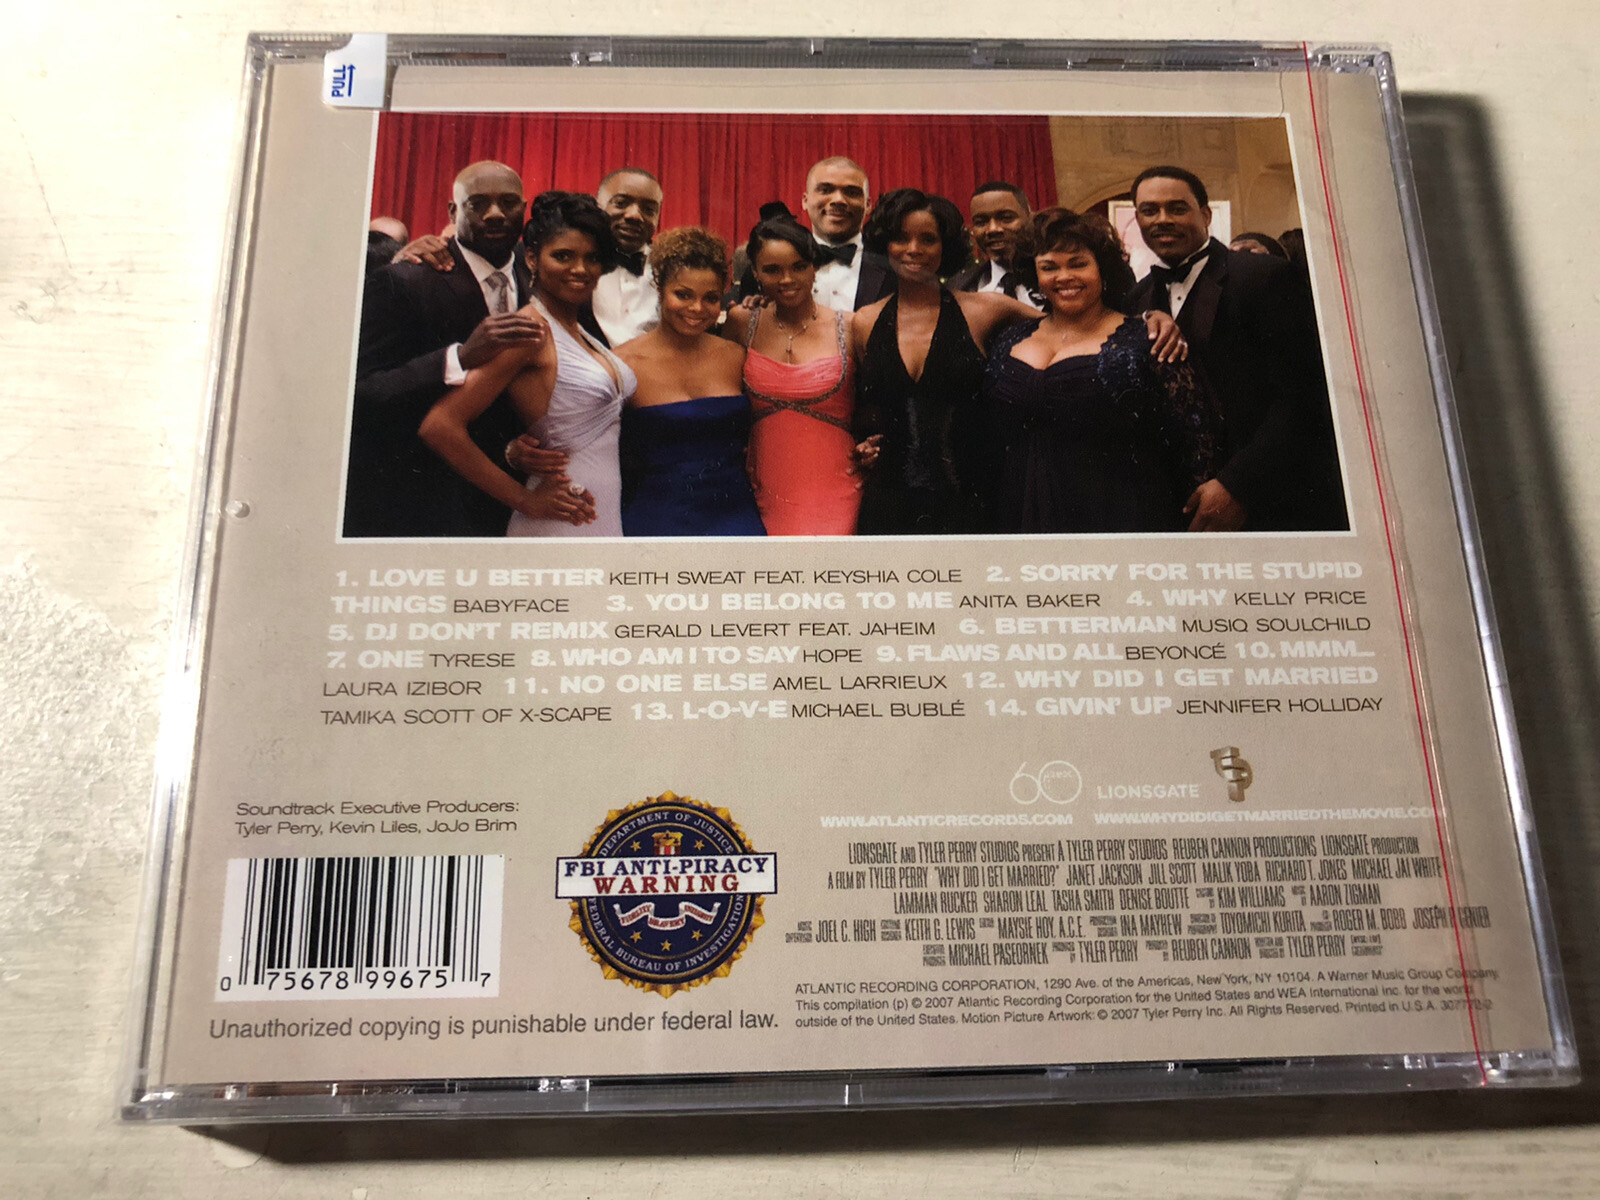 PULL
1. LOVE U BETTER KEITH SWEAT FEAT. KEYSHIA COLE 2. SORRY FOR THE STUPID
THINGS BABYFACE 3. YOU BELONG TO ME ANITA BAKER 4. WHY KELLY PRICE
5. DJ DON'T REMIX GERALD LEVERT FEAT. JAHEIM 6. BETTERMAN MUSIQ SOULCHILD
7. ONE TYRESE 8. WHO AM I TO SAY HOPE 9. FLAWS AND ALL BEYONCÉ 10. MMM...
LAURA IZIBOR 11. NO ONE ELSE AMEL LARRIEUX 12. WHY DID I GET MARRIED
TAMIKA SCOTT OF X-SCAPE 13. L-O-V-E MICHAEL BUBLÉ 14. GIVIN' UP JENNIFER HOLLIDAY
60 LIONSGATE
WWW.ATLANTICRECORDS.COM WWW.WHYDIDIGETMARRIEDTHEMOVIE.COM
Soundtrack Executive Producers:
Tyler Perry, Kevin Liles, JoJo Brim
0 75678 99675 7
DEPARTMENT OF JUSTICE
FBI ANTI-PIRACY
WARNING
FIDELITY BRAVERY INTEGRITY
FEDERAL BUREAU OF INVESTIGATION
Unauthorized copying is punishable under federal law.
LIONSGATE AND TYLER PERRY STUDIOS PRESENT A TYLER PERRY STUDIOS REUBEN CANNON PRODUCTIONS LIONSGATE PRODUCTION
A FILM BY TYLER PERRY "WHY DID I GET MARRIED?" JANET JACKSON JILL SCOTT MALIK YOBA RICHARD T. JONES MICHAEL JAI WHITE
LAMMAN RUCKER SHARON LEAL TASHA SMITH DENISE BOUTTE KIM WILLIAMS AARON ZIGMAN
JOEL C. HIGH KEITH G. LEWIS MAYSIE HOY, A.C.E. INA MAYHEW TOYOMICHI KURITA ROGER M. BOBB JOSEPH P. GENIER
MICHAEL PASEORNEK TYLER PERRY REUBEN CANNON TYLER PERRY
ATLANTIC RECORDING CORPORATION, 1290 Ave. of the Americas, New York, NY 10104. A Warner Music Group Company.
This compilation (p) © 2007 Atlantic Recording Corporation for the United States and WEA International Inc. for the world
outside of the United States. Motion Picture Artwork: © 2007 Tyler Perry Inc. All Rights Reserved. Printed in U.S.A.